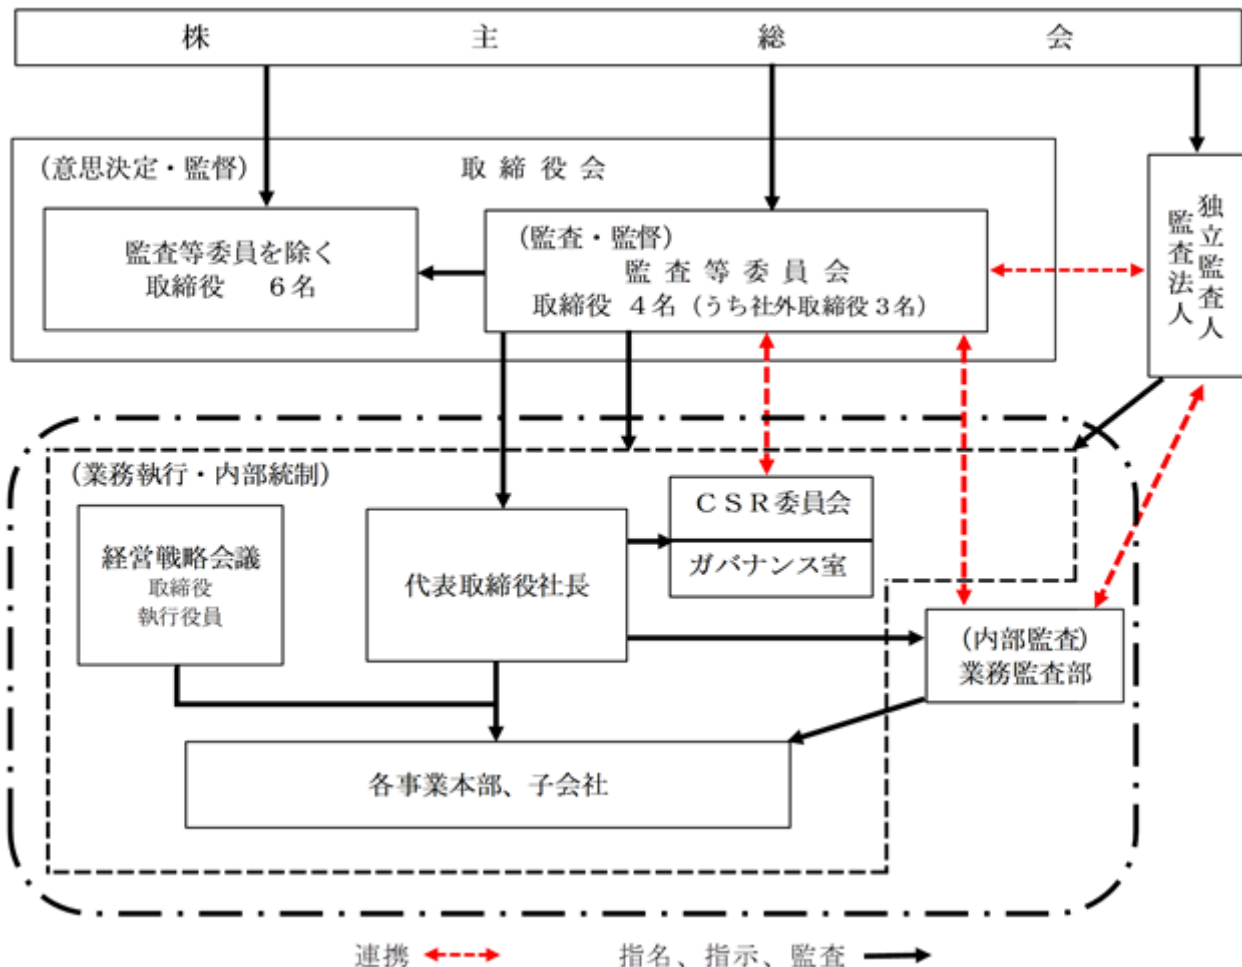 株主総会
(意思決定・監督)
取締役会
監査等委員を除く
取締役 6名
(監査・監督)
監査等委員会
取締役 4名(うち社外取締役3名)
独立監査人
監査法人
(業務執行・内部統制)
経営戦略会議
取締役
執行役員
代表取締役社長
CSR委員会
ガバナンス室
(内部監査)
業務監査部
各事業本部、子会社
連携
指名、指示、監査